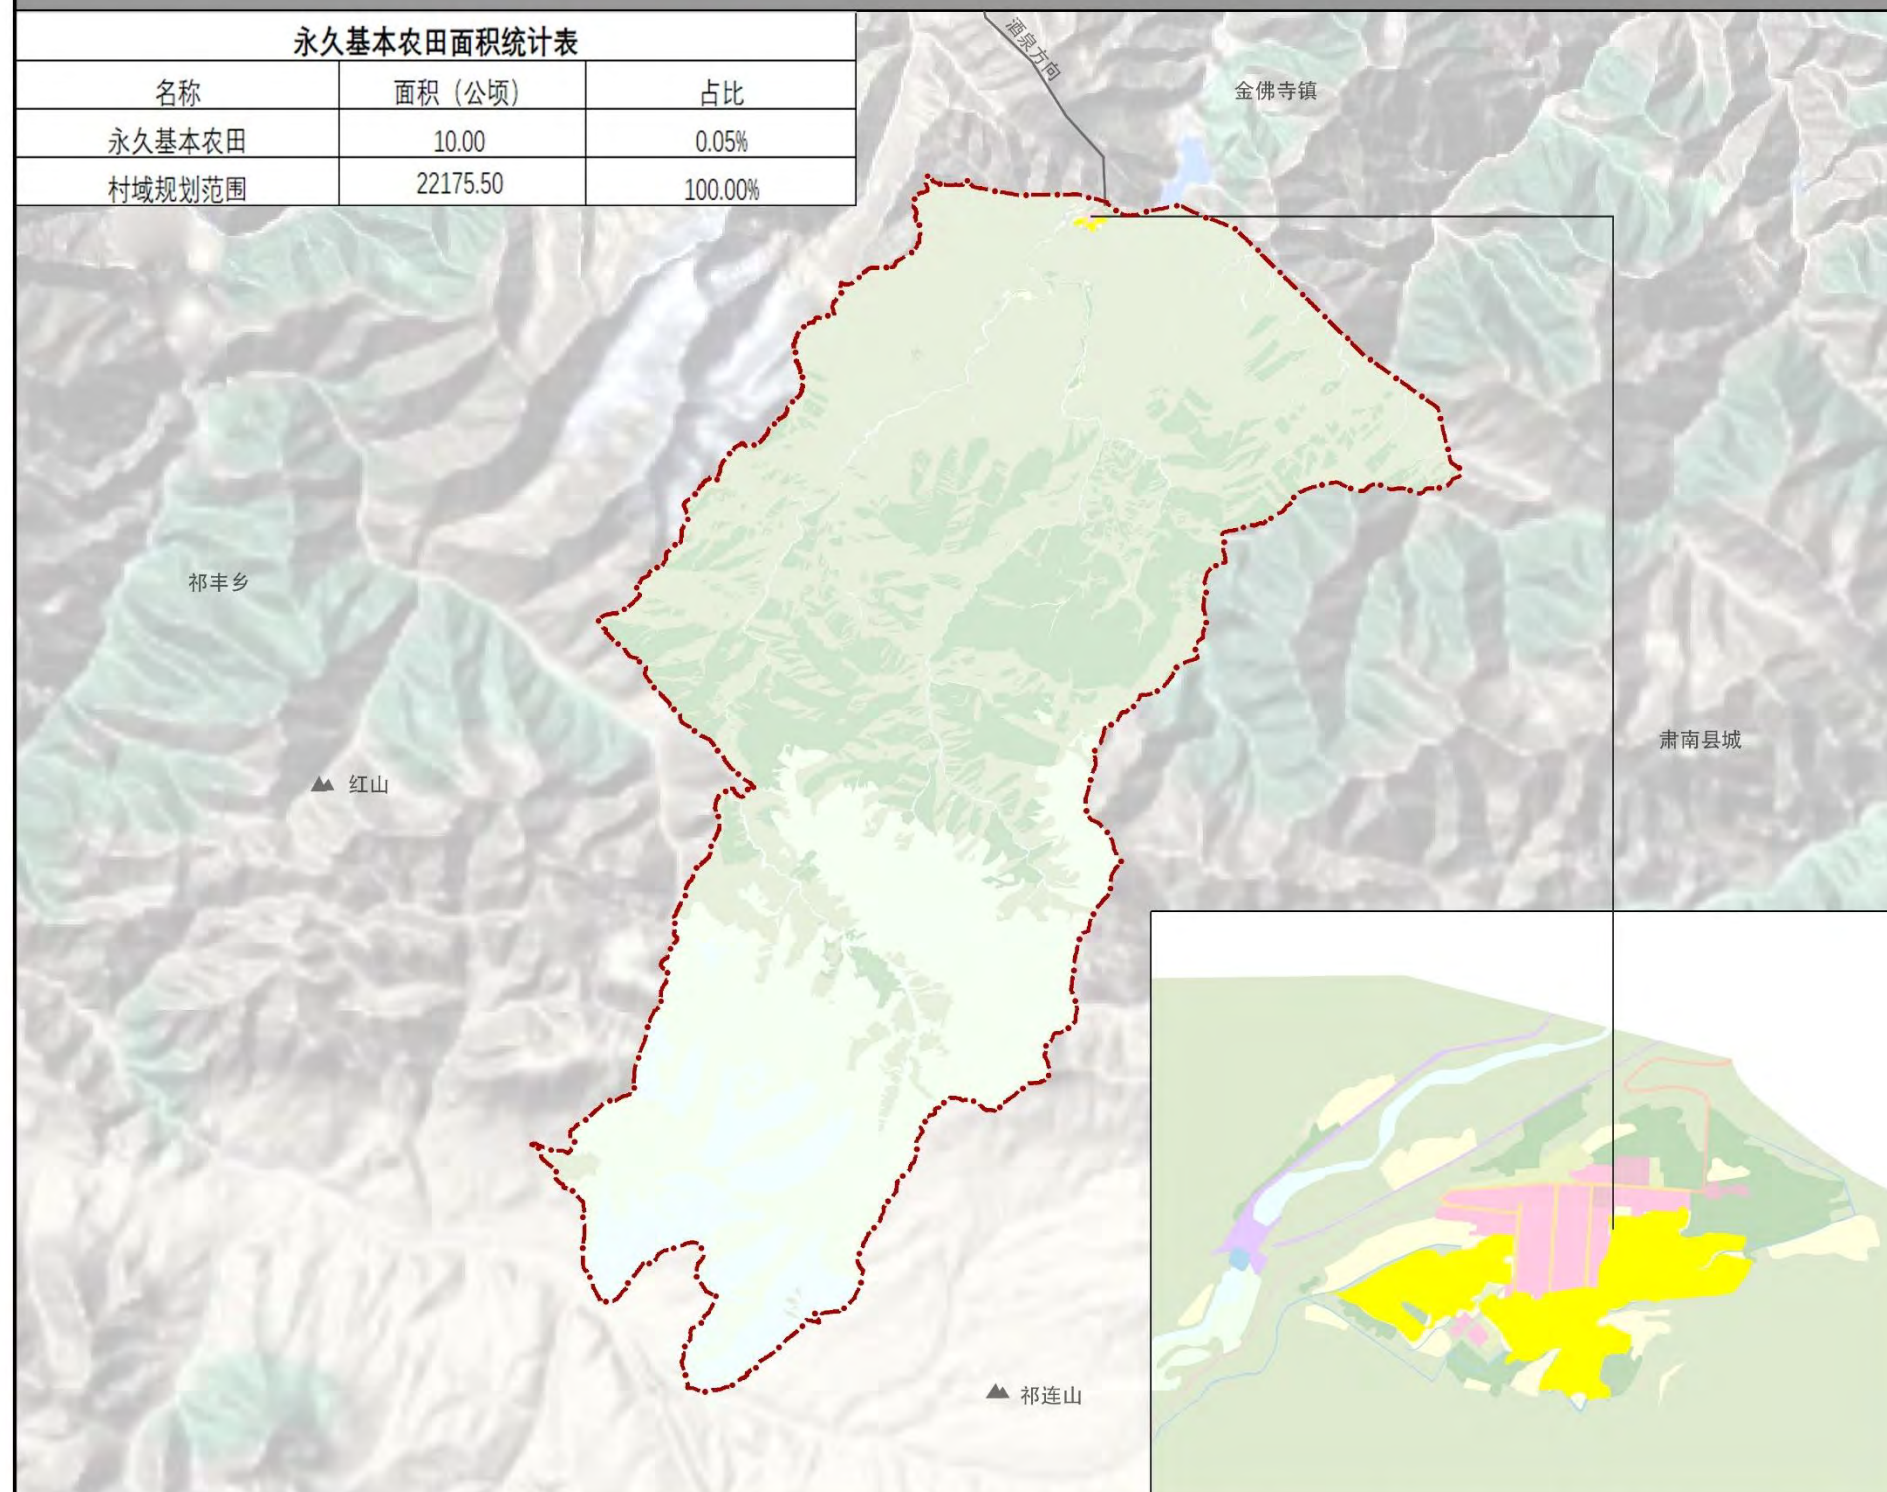 永久基本农田面积统计表
名称 面积（公顷） 占比
永久基本农田 10.00 0.05%
村域规划范围 22175.50 100.00%
酒泉方向
金佛寺镇
祁丰乡
肃南县城
红山
祁连山